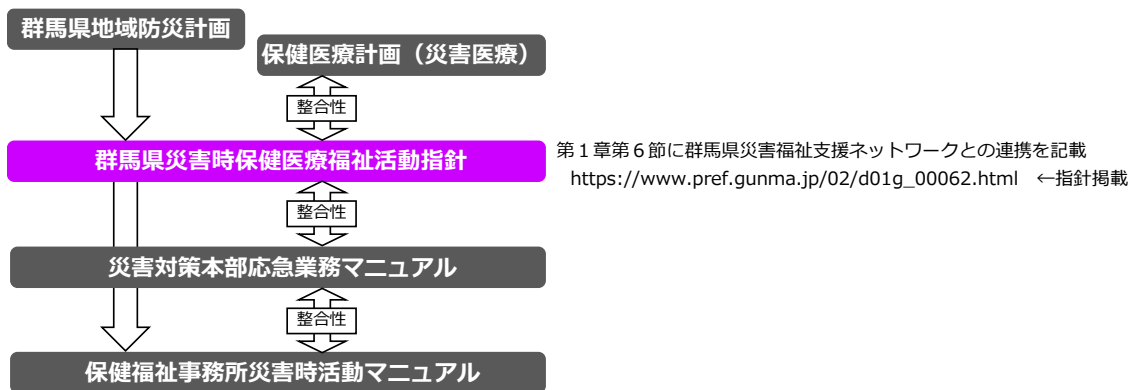 群馬県地域防災計画
保健医療計画（災害医療）
整合性
群馬県災害時保健医療福祉活動指針
第１章第６節に群馬県災害福祉支援ネットワークとの連携を記載
https://www.pref.gunma.jp/02/d01g_00062.html　←指針掲載
整合性
災害対策本部応急業務マニュアル
整合性
保健福祉事務所災害時活動マニュアル